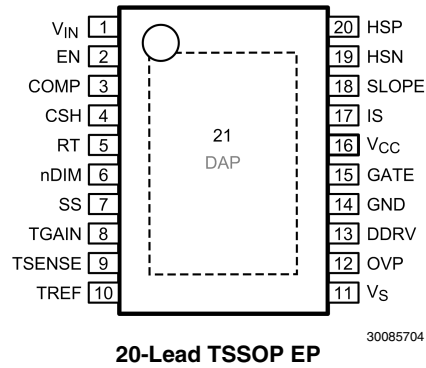 V_IN 1 20 HSP
EN 2 19 HSN
COMP 3 18 SLOPE
CSH 4 17 IS
RT 5 21 16 V_CC
nDIM 6 DAP 15 GATE
SS 7 14 GND
TGAIN 8 13 DDRV
TSENSE 9 12 OVP
TREF 10 11 V_S
30085704
20-Lead TSSOP EP